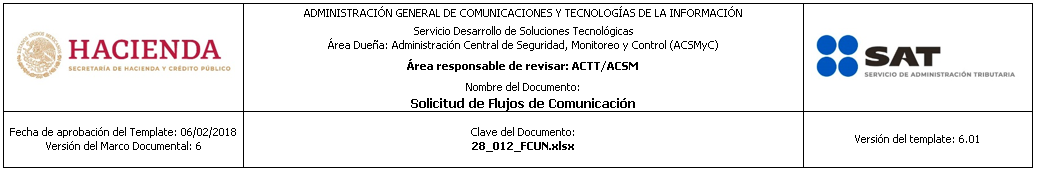 HACIENDA
SECRETARÍA DE HACIENDA Y CRÉDITO PÚBLICO
ADMINISTRACIÓN GENERAL DE COMUNICACIONES Y TECNOLOGÍAS DE LA INFORMACIÓN
Servicio Desarrollo de Soluciones Tecnológicas
Área Dueña: Administración Central de Seguridad, Monitoreo y Control (ACSMyC)
Área responsable de revisar: ACTT/ACSM
Nombre del Documento:
Solicitud de Flujos de Comunicación
SAT
SERVICIO DE ADMINISTRACIÓN TRIBUTARIA
Fecha de aprobación del Template: 06/02/2018
Versión del Marco Documental: 6
Clave del Documento:
28_012_FCUN.xlsx
Versión del template: 6.01